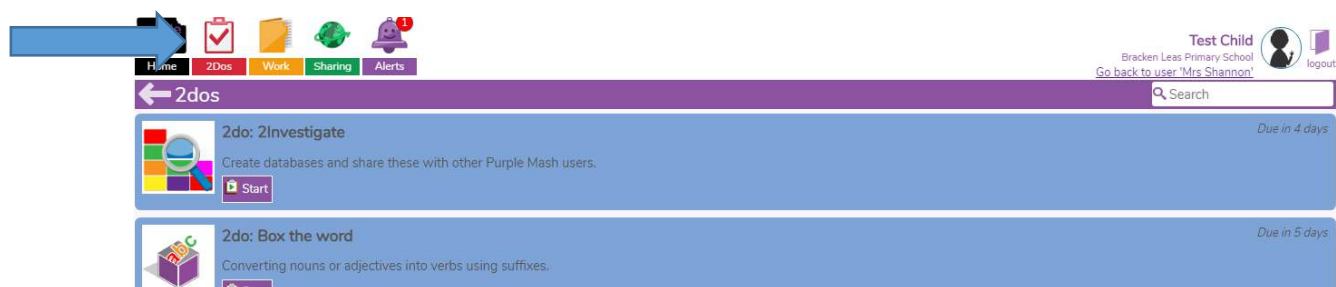 1
Home 2Dos Work Sharing Alerts
Test Child
Bracken Leas Primary School
Go back to user 'Mrs Shannon'
logout
2dos
Search
2do: 2Investigate
Due in 4 days
Create databases and share these with other Purple Mash users.
Start
2do: Box the word
Due in 5 days
abc
Converting nouns or adjectives into verbs using suffixes.